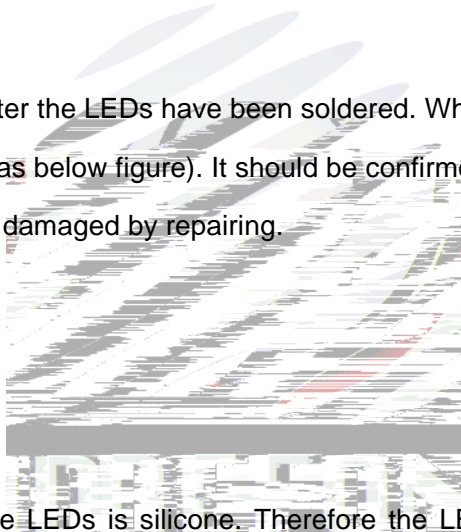 ter the LEDs have been soldered. Wh
as below figure). It should be confirme
damaged by repairing.
e LEDs is silicone. Therefore the LE